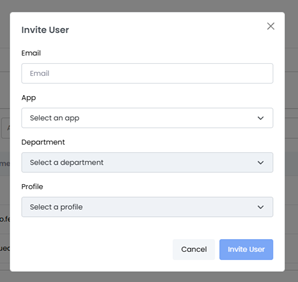 Invite User
Email
Email
App
Select an app
Department
Select a department
Profile
Select a profile
Cancel
Invite User